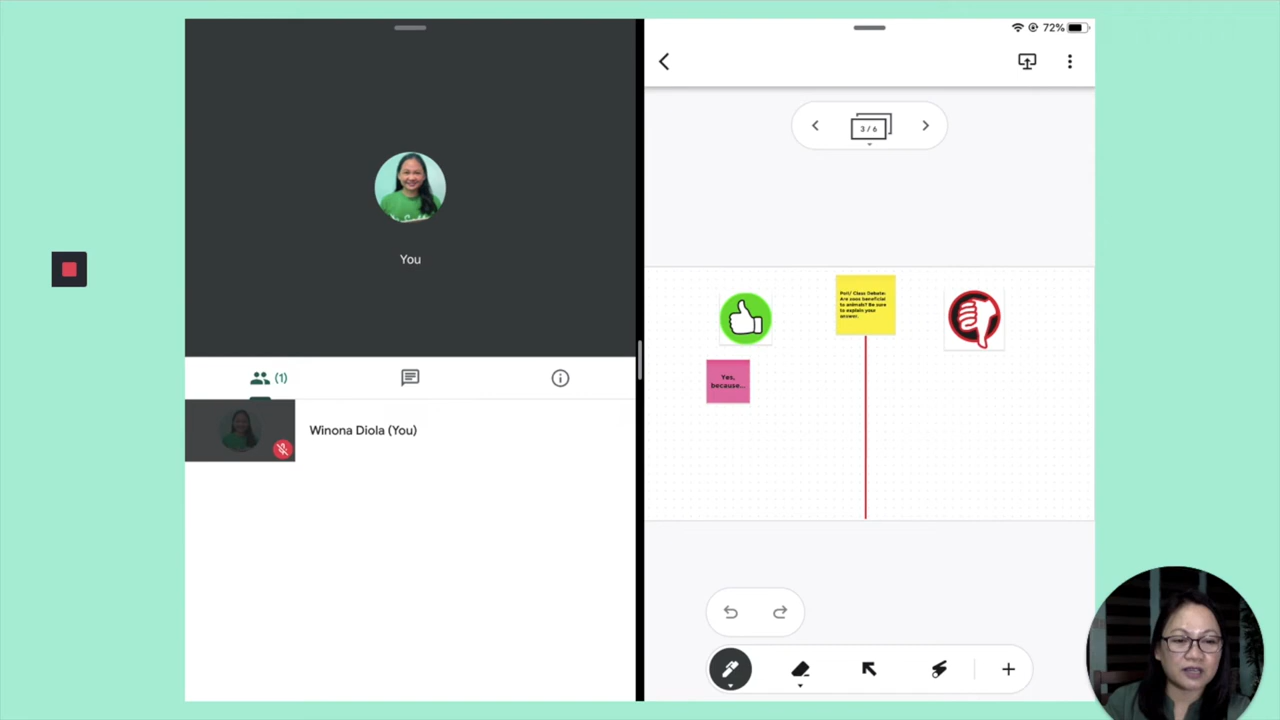 72%
3 / 6
You
Poll/ Class Debate:
Are zoos beneficial
to animals? Be sure
to explain your
answer.
(1)
Yes,
because...
Winona Diola (You)